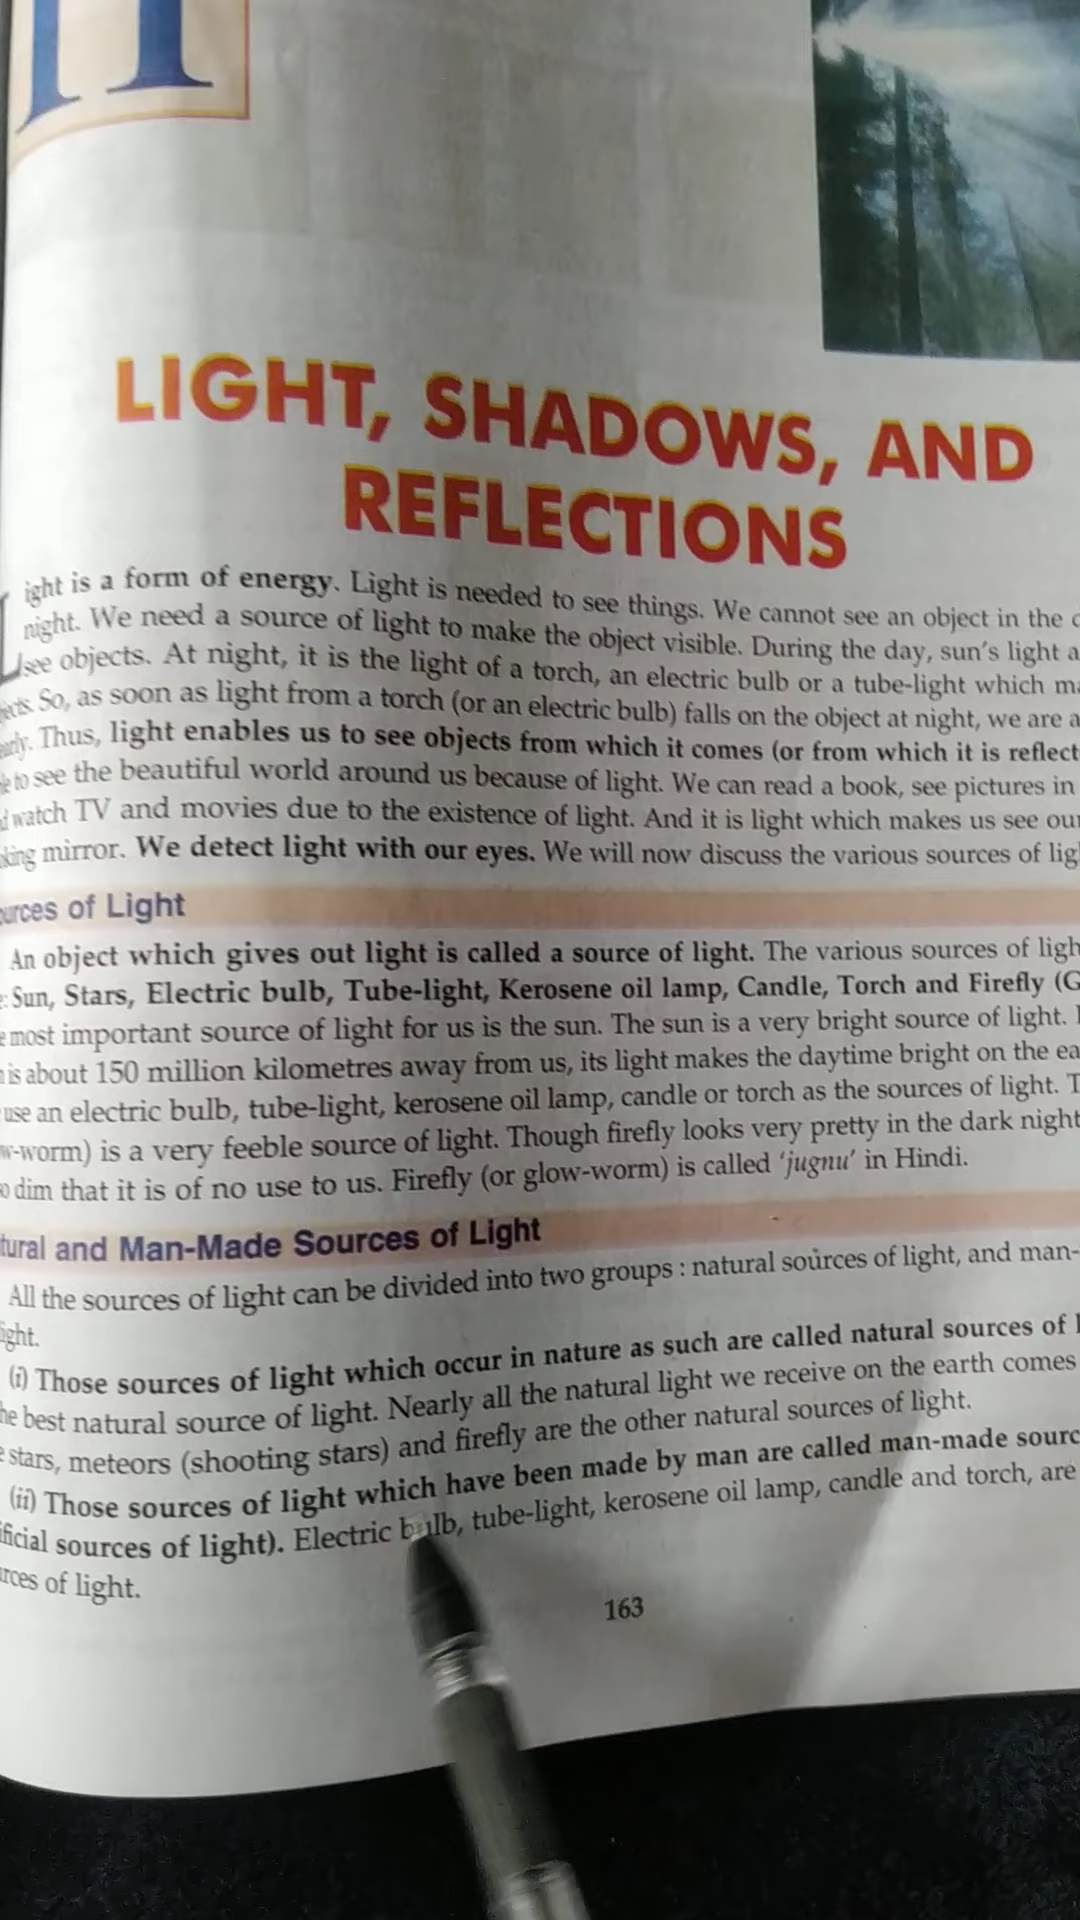 11
LIGHT, SHADOWS, AND
REFLECTIONS
Light is a form of energy. Light is needed to see things. We cannot see an object in the
night. We need a source of light to make the object visible. During the day, sun's light
see objects. At night, it is the light of a torch, an electric bulb or a tube-light which
So, as soon as light from a torch (or an electric bulb) falls on the object at night, we are
Thus, light enables us to see objects from which it comes (or from which it is reflect
to see the beautiful world around us because of light. We can read a book, see pictures in
watch TV and movies due to the existence of light. And it is light which makes us see our
mirror. We detect light with our eyes. We will now discuss the various sources of lig
urces of Light
An object which gives out light is called a source of light. The various sources of ligh
: Sun, Stars, Electric bulb, Tube-light, Kerosene oil lamp, Candle, Torch and Firefly (G
most important source of light for us is the sun. The sun is a very bright source of light.
is about 150 million kilometres away from us, its light makes the daytime bright on the ea
use an electric bulb, tube-light, kerosene oil lamp, candle or torch as the sources of light. T
w-worm) is a very feeble source of light. Though firefly looks very pretty in the dark night
dim that it is of no use to us. Firefly (or glow-worm) is called 'jugnu' in Hindi.
tural and Man-Made Sources of Light
All the sources of light can be divided into two groups : natural sources of light, and man-
ight.
(i) Those sources of light which occur in nature as such are called natural sources of l
he best natural source of light. Nearly all the natural light we receive on the earth comes
stars, meteors (shooting stars) and firefly are the other natural sources of light.
(ii) Those sources of light which have been made by man are called man-made sourc
ificial sources of light). Electric bulb, tube-light, kerosene oil lamp, candle and torch, are
urces of light.
163